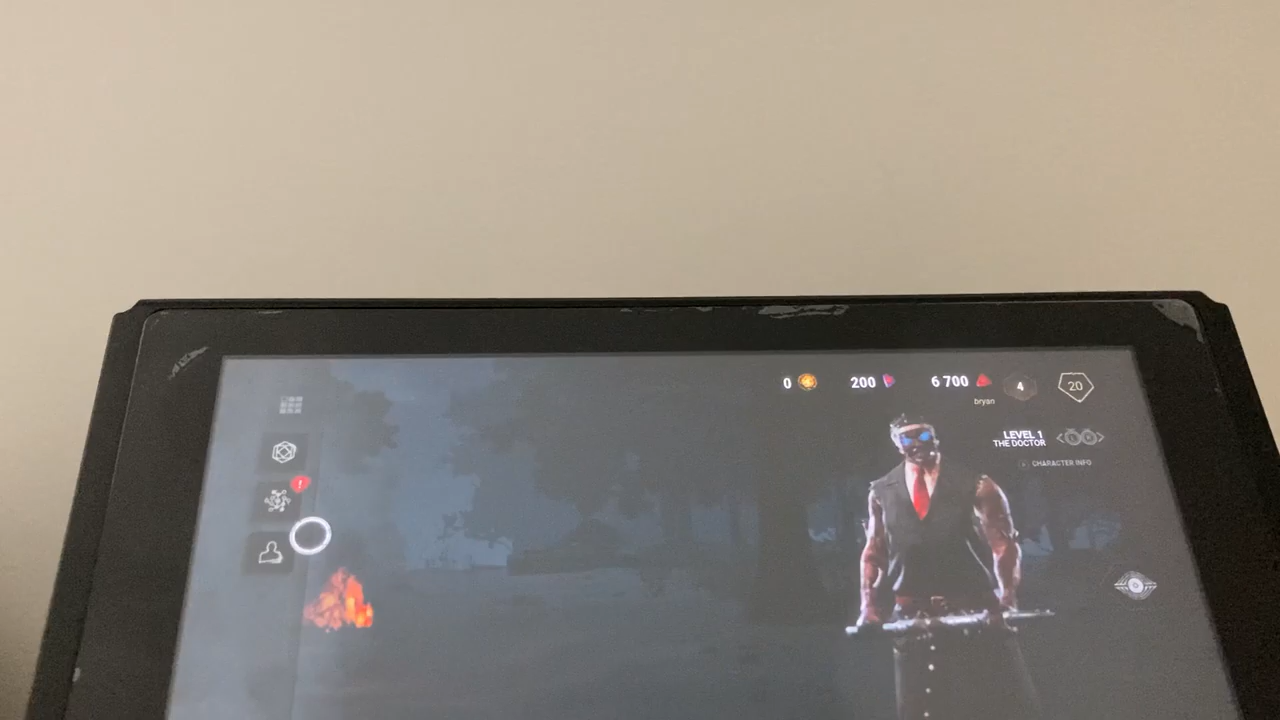 0 200 6 700 4 20
bryan
LEVEL 1
THE DOCTOR
CHARACTER INFO
!